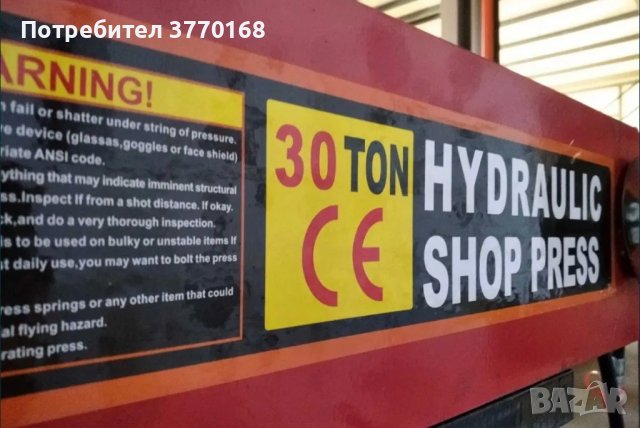 Потребител 3770168
ARNING!
fail or shatter under string of pressure.
e device (glassas,goggles or face shield)
riate ANSI code.
ything that may indicate imminent structural
ss.Inspect If from a shot distance. If okay.
ck,and do a very thorough inspection.
is to be used on bulky or unstable items If
t daily use,you may want to bolt the press
ress springs or any other item that could
al flying hazard.
rating press.
30 TON
CE
HYDRAULIC
SHOP PRESS
BAZAR